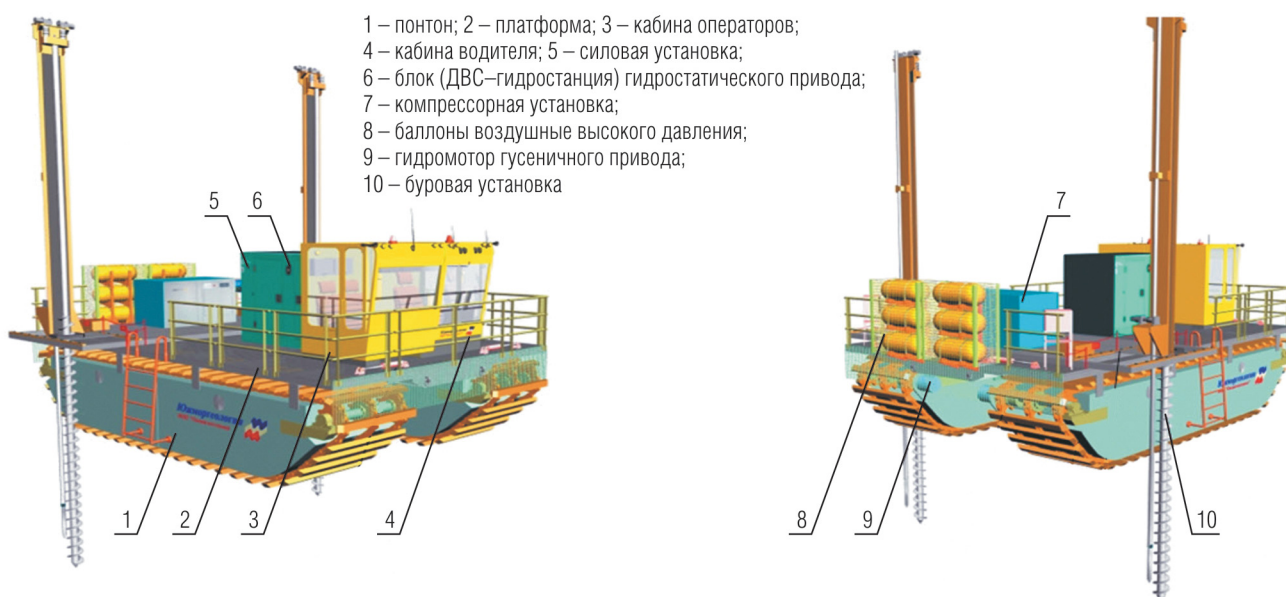 1 – понтон; 2 – платформа; 3 – кабина операторов;
4 – кабина водителя; 5 – силовая установка;
6 – блок (ДВС–гидростанция) гидростатического привода;
7 – компрессорная установка;
8 – баллоны воздушные высокого давления;
9 – гидромотор гусеничного привода;
10 – буровая установка
5
6
7
Южморгеология
Южморгеология
1
2
3
4
8
9
10